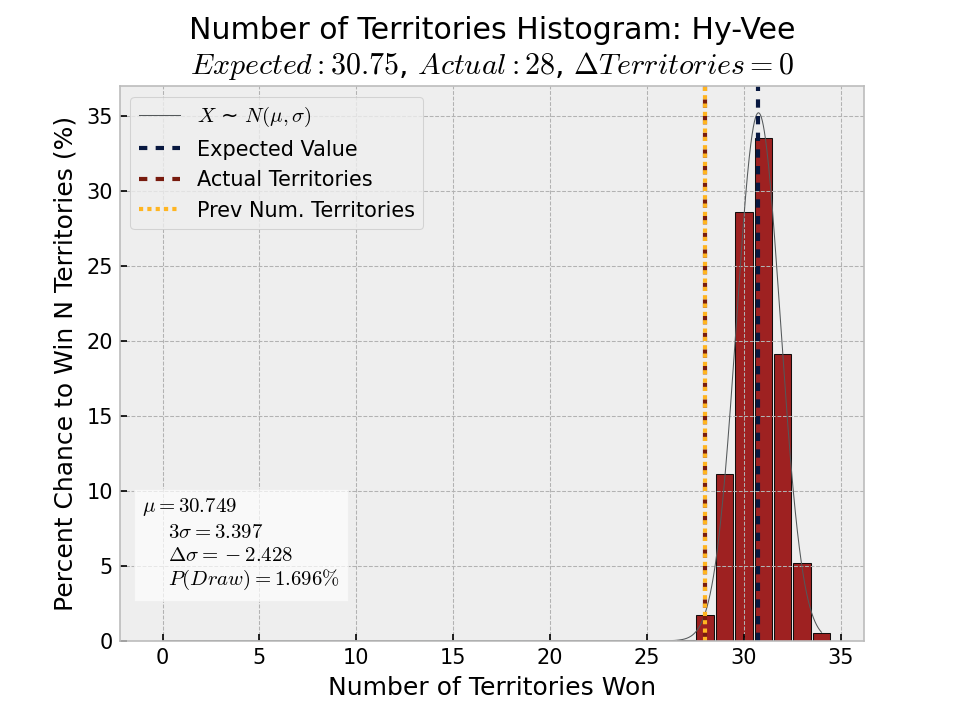 Number of Territories Histogram: Hy-Vee
Expected : 30.75, Actual : 28, ΔTerritories = 0
Percent Chance to Win N Territories (%)
35
30
25
20
15
10
5
0
X ~ N(μ, σ)
Expected Value
Actual Territories
Prev Num. Territories
μ = 30.749
3σ = 3.397
Δσ = −2.428
P(Draw) = 1.696%
0 5 10 15 20 25 30 35
Number of Territories Won